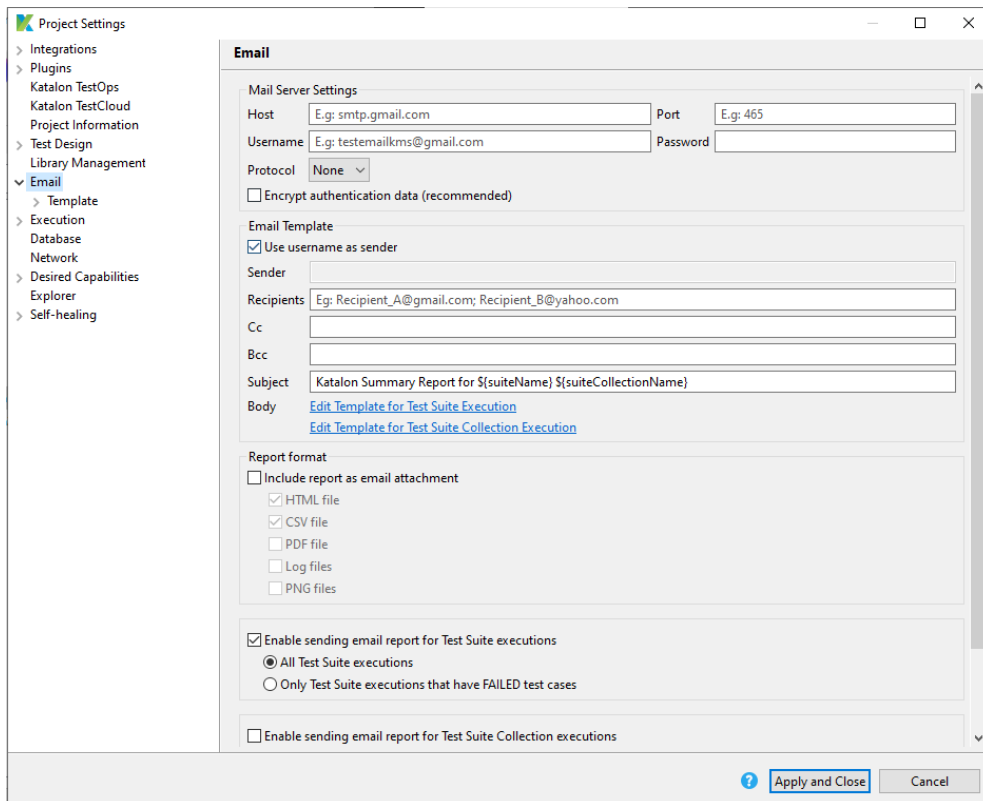 Project Settings
Integrations
Plugins
Katalon TestOps
Katalon TestCloud
Project Information
Test Design
Library Management
Email
Template
Execution
Database
Network
Desired Capabilities
Explorer
Self-healing
Email
Mail Server Settings
Host E.g: smtp.gmail.com Port E.g: 465
Username E.g: testemailkms@gmail.com Password
Protocol None
Encrypt authentication data (recommended)
Email Template
Use username as sender
Sender
Recipients Eg: Recipient_A@gmail.com; Recipient_B@yahoo.com
Cc
Bcc
Subject Katalon Summary Report for ${suiteName} ${suiteCollectionName}
Body Edit Template for Test Suite Execution
Edit Template for Test Suite Collection Execution
Report format
Include report as email attachment
HTML file
CSV file
PDF file
Log files
PNG files
Enable sending email report for Test Suite executions
All Test Suite executions
Only Test Suite executions that have FAILED test cases
Enable sending email report for Test Suite Collection executions
? Apply and Close Cancel